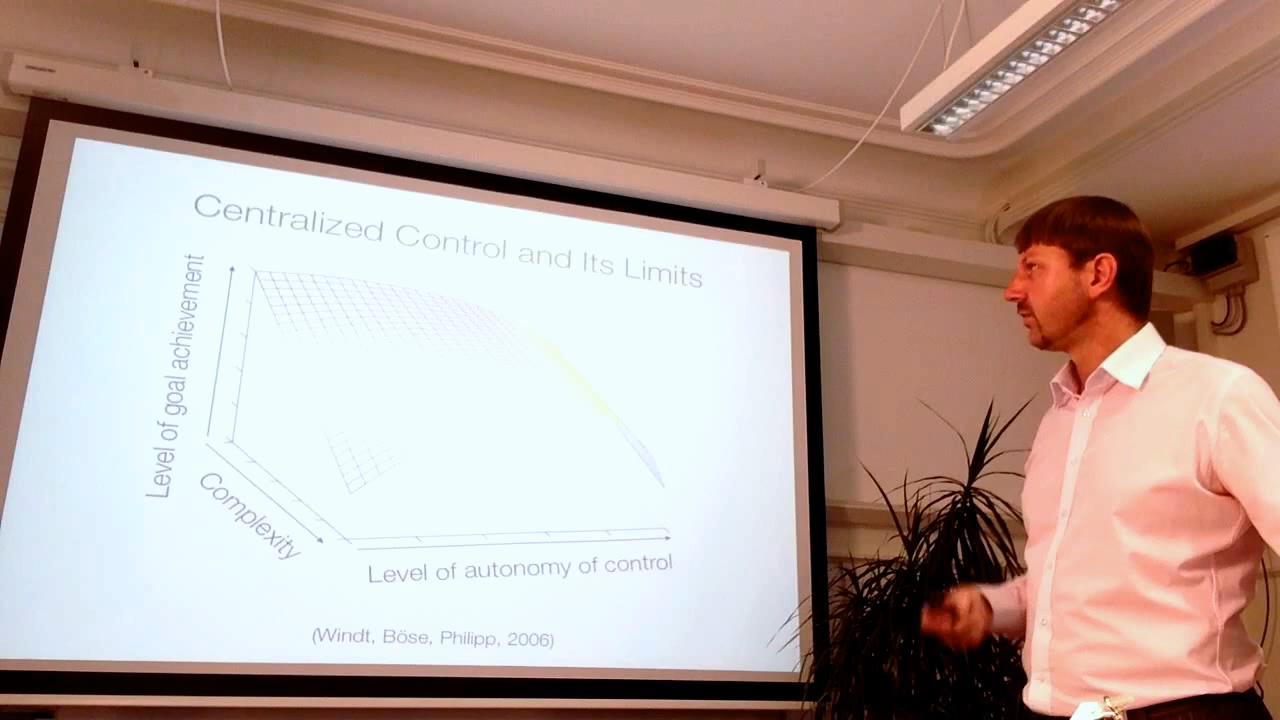 Centralized Control and Its Limits
Level of goal achievement
Complexity
Level of autonomy of control
(Windt, Böse, Philipp, 2006)